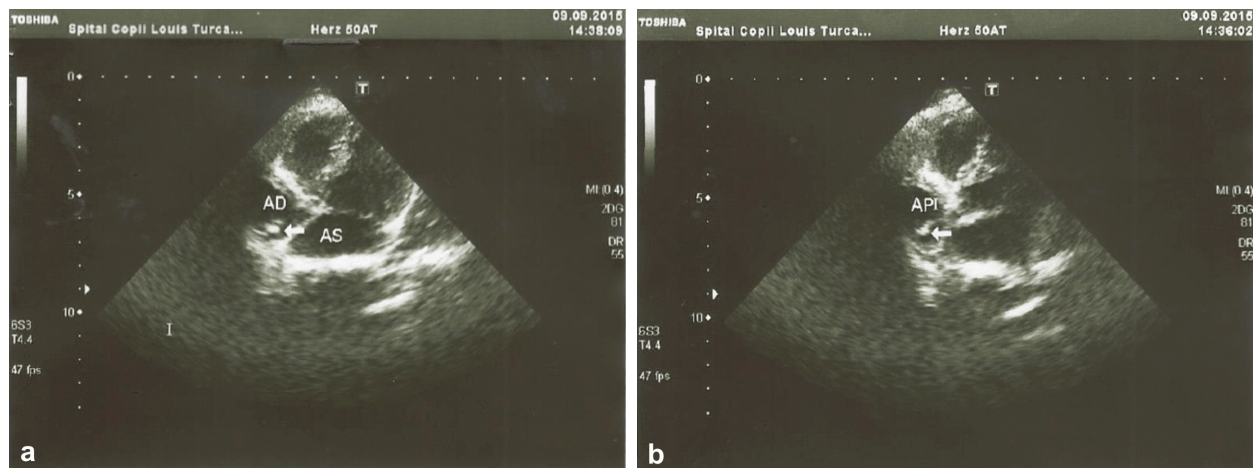 TOSHIBA
Spital Copii Louis Turca...
Herz 50AT
09.09.2015
14:38:09
0
T
5
AD
AS
MI (0.4)
2DG
81
DR
55
10
I
6S3
T4.4
47 fps
a
TOSHIBA
Spital Copii Louis Turca...
Herz 50AT
09.09.2015
14:36:02
0
T
5
API
MI (0.4)
2DG
81
DR
55
10
6S3
T4.4
47 fps
b